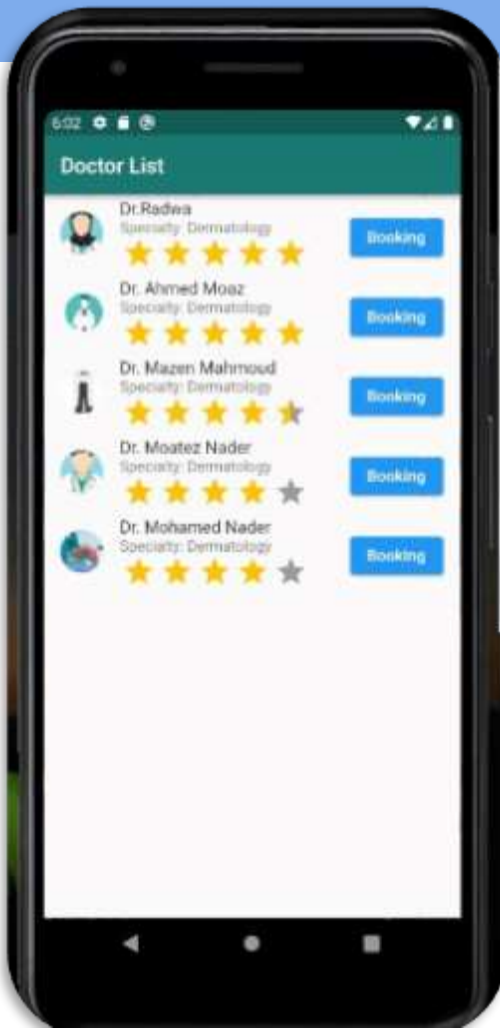 6:02
Doctor List
Dr.Radwa
Specialty: Dermatology
Booking
Dr. Ahmed Moaz
Specialty: Dermatology
Booking
Dr. Mazen Mahmoud
Specialty: Dermatology
Booking
Dr. Moatez Nader
Specialty: Dermatology
Booking
Dr. Mohamed Nader
Specialty: Dermatology
Booking